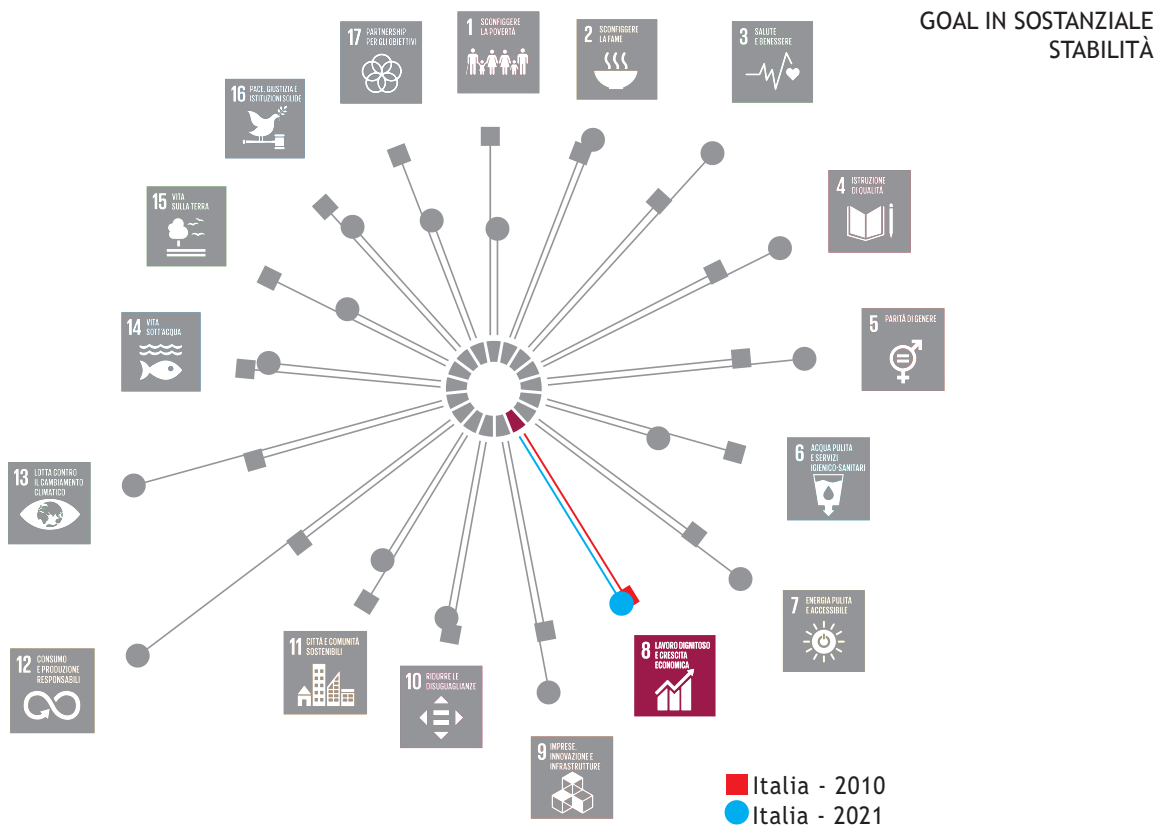 GOAL IN SOSTANZIALE
STABILITÀ
1 SCONFIGGERE
LA POVERTÀ
2 SCONFIGGERE
LA FAME
3 SALUTE
E BENESSERE
4 ISTRUZIONE
DI QUALITÀ
5 PARITÀ DI GENERE
6 ACQUA PULITA
E SERVIZI
IGIENICO-SANITARI
7 ENERGIA PULITA
E ACCESSIBILE
8 LAVORO DIGNITOSO
E CRESCITA
ECONOMICA
9 IMPRESE,
INNOVAZIONE E
INFRASTRUTTURE
10 RIDURRE LE
DISUGUAGLIANZE
11 CITTÀ E COMUNITÀ
SOSTENIBILI
12 CONSUMO
E PRODUZIONE
RESPONSABILI
13 LOTTA CONTRO
IL CAMBIAMENTO
CLIMATICO
14 VITA
SOTT'ACQUA
15 VITA
SULLA TERRA
16 PACE, GIUSTIZIA E
ISTITUZIONI SOLIDE
17 PARTNERSHIP
PER GLI OBIETTIVI
Italia - 2010
Italia - 2021